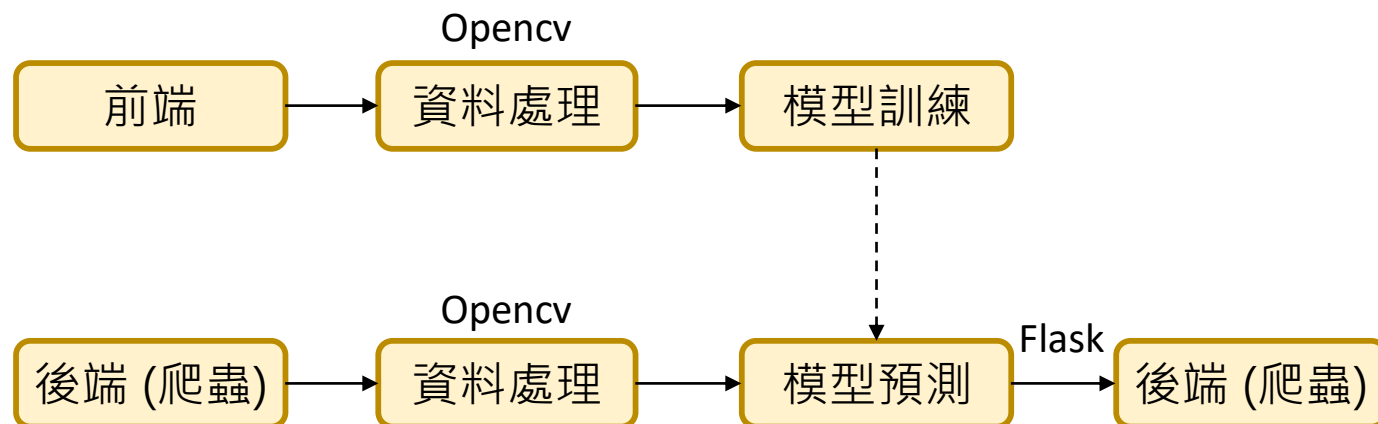 Opencv
前端
資料處理
模型訓練
Opencv
Flask
後端 (爬蟲)
資料處理
模型預測
後端 (爬蟲)